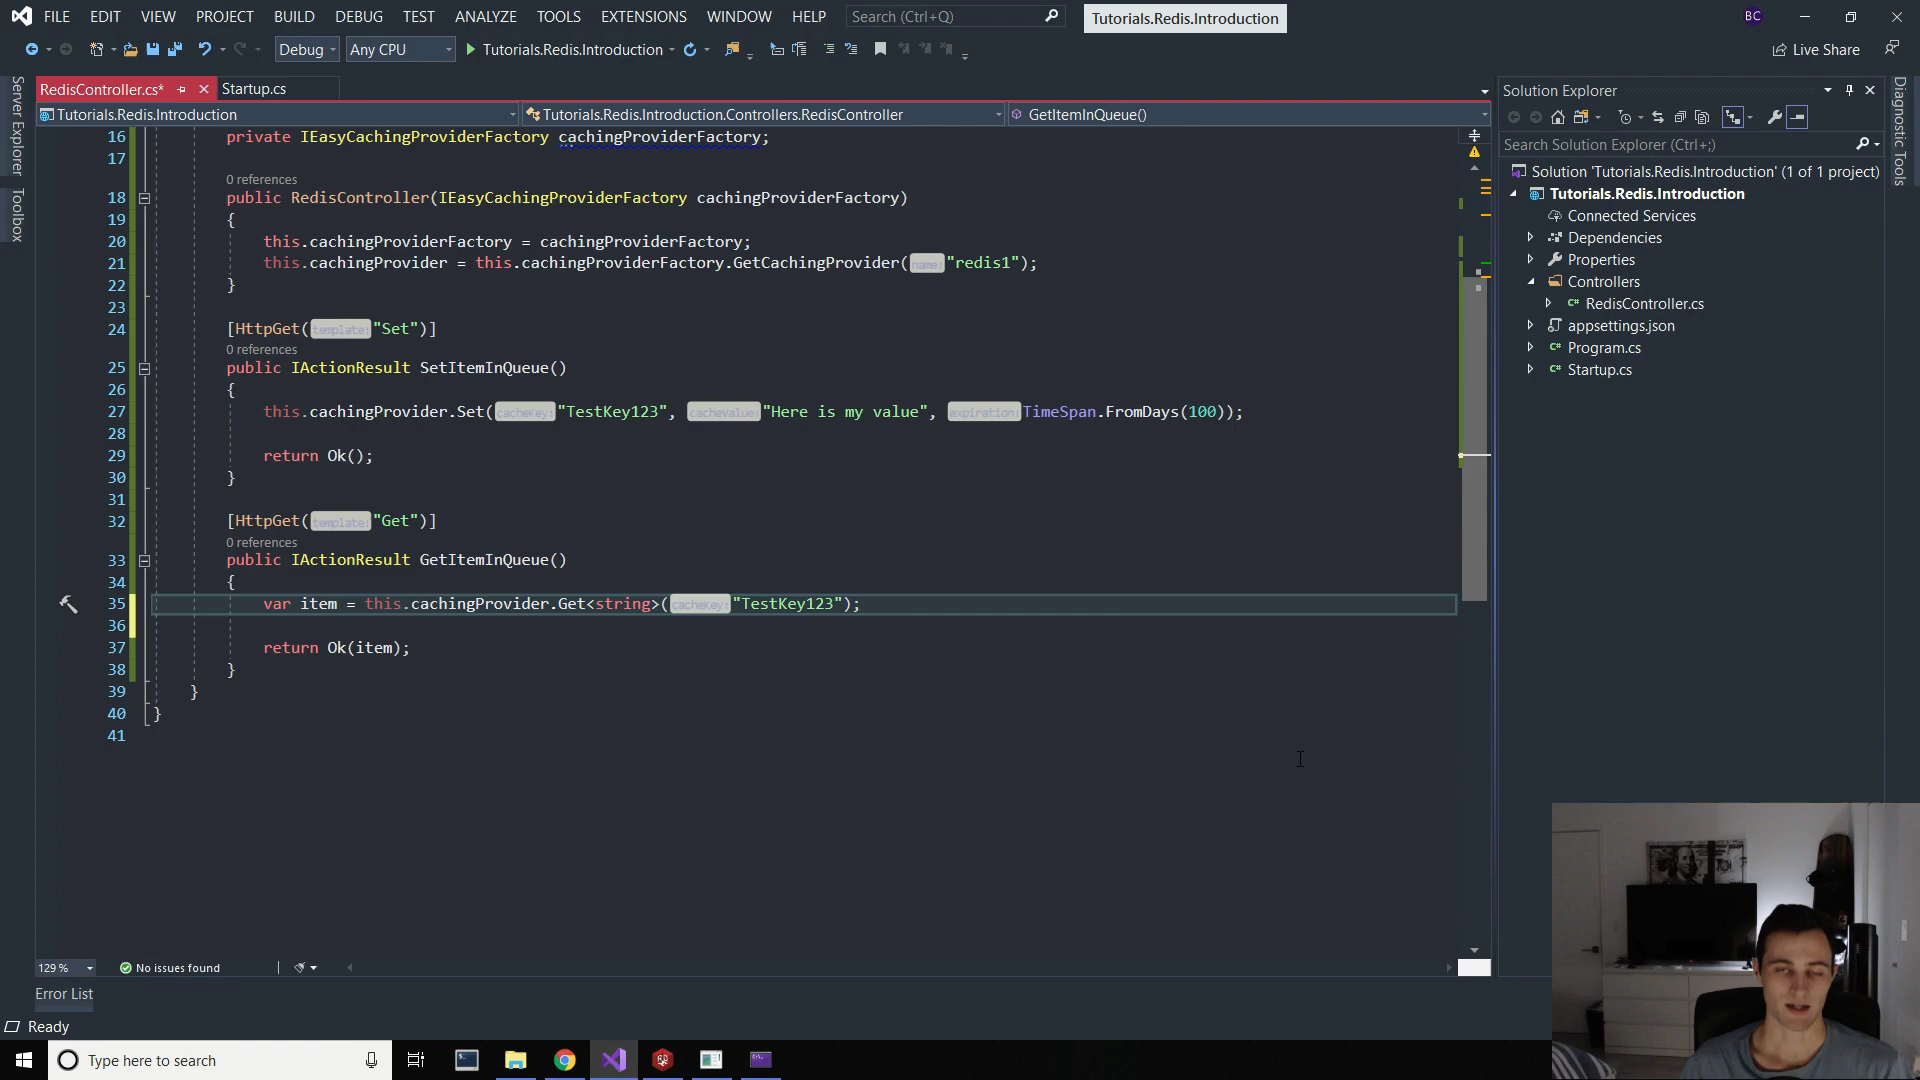 FILE EDIT VIEW PROJECT BUILD DEBUG TEST ANALYZE TOOLS EXTENSIONS WINDOW HELP Search (Ctrl+Q) Tutorials.Redis.Introduction BC
Debug Any CPU Tutorials.Redis.Introduction Live Share
Server Explorer
Toolbox
RedisController.cs* Startup.cs
Tutorials.Redis.Introduction Tutorials.Redis.Introduction.Controllers.RedisController GetItemInQueue()
16 private IEasyCachingProviderFactory cachingProviderFactory;
17
0 references
18 public RedisController(IEasyCachingProviderFactory cachingProviderFactory)
19 {
20 this.cachingProviderFactory = cachingProviderFactory;
21 this.cachingProvider = this.cachingProviderFactory.GetCachingProvider(name: "redis1");
22 }
23
24 [HttpGet(template: "Set")]
0 references
25 public IActionResult SetItemInQueue()
26 {
27 this.cachingProvider.Set(cacheKey: "TestKey123", cacheValue: "Here is my value", expiration: TimeSpan.FromDays(100));
28
29 return Ok();
30 }
31
32 [HttpGet(template: "Get")]
0 references
33 public IActionResult GetItemInQueue()
34 {
35 var item = this.cachingProvider.Get<string>(cacheKey: "TestKey123");
36
37 return Ok(item);
38 }
39 }
40 }
41
129 % No issues found
Error List
Ready
Solution Explorer
Search Solution Explorer (Ctrl+;)
Solution 'Tutorials.Redis.Introduction' (1 of 1 project)
Tutorials.Redis.Introduction
Connected Services
Dependencies
Properties
Controllers
RedisController.cs
appsettings.json
Program.cs
Startup.cs
Diagnostic Tools
Type here to search